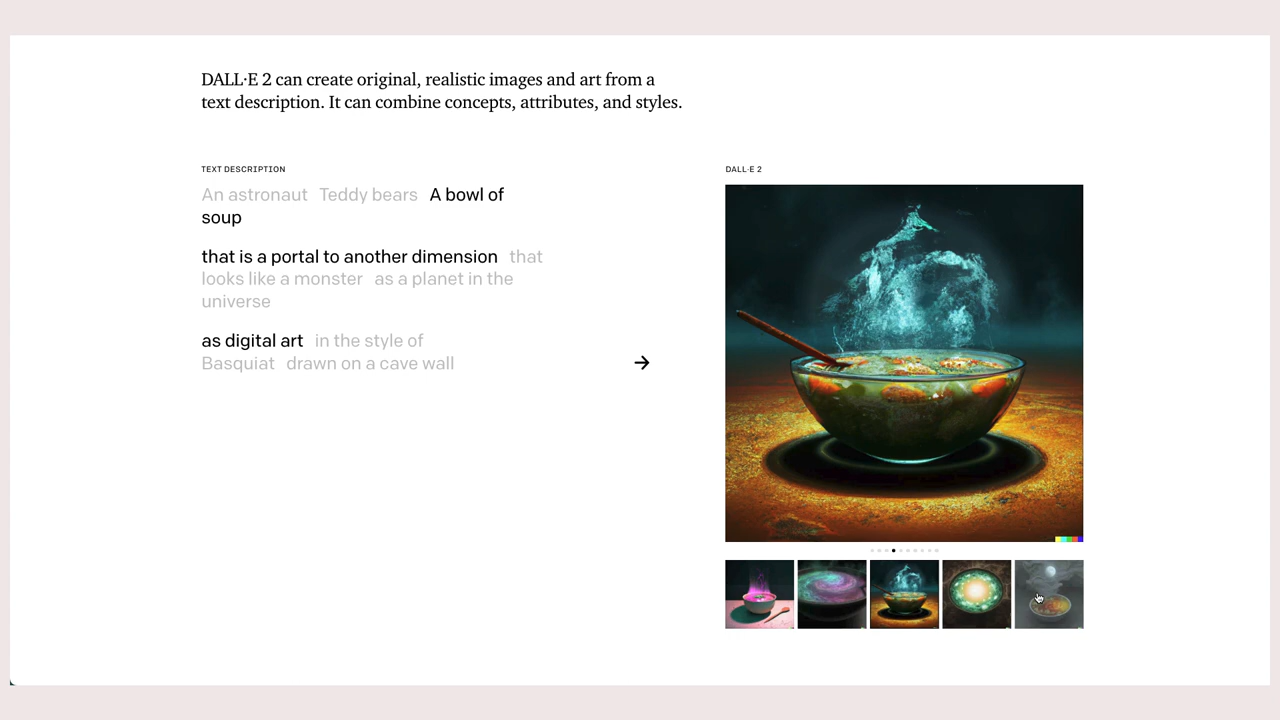 DALL·E 2 can create original, realistic images and art from a
text description. It can combine concepts, attributes, and styles.
TEXT DESCRIPTION
An astronaut Teddy bears A bowl of
soup
that is a portal to another dimension that
looks like a monster as a planet in the
universe
as digital art in the style of
Basquiat drawn on a cave wall
DALL·E 2